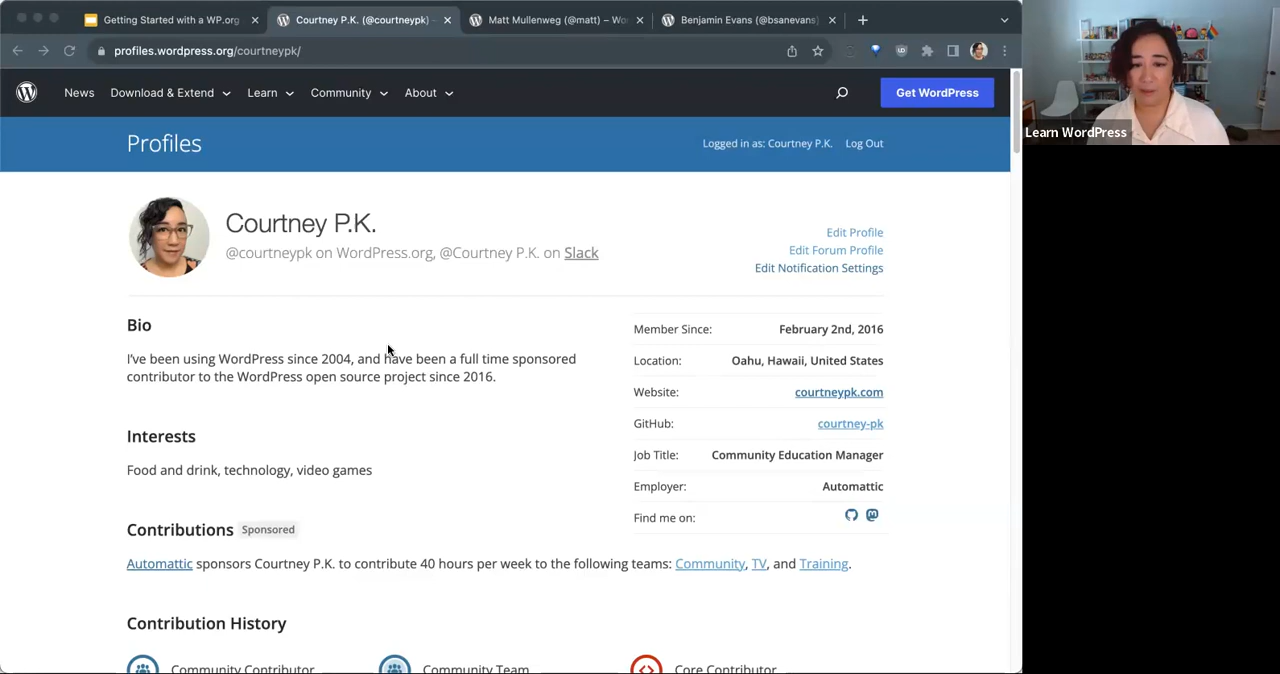 Getting Started with a WP.org
Courtney P.K. (@courtneypk)
Matt Mullenweg (@matt) – Wo
Benjamin Evans (@bsanevans)
profiles.wordpress.org/courtneypk/
News Download & Extend Learn Community About Get WordPress
Profiles
Logged in as: Courtney P.K. Log Out
Learn WordPress
Courtney P.K.
@courtneypk on WordPress.org, @Courtney P.K. on Slack
Edit Profile
Edit Forum Profile
Edit Notification Settings
Bio
I've been using WordPress since 2004, and have been a full time sponsored
contributor to the WordPress open source project since 2016.
Interests
Food and drink, technology, video games
Member Since: February 2nd, 2016
Location: Oahu, Hawaii, United States
Website: courtneypk.com
GitHub: courtney-pk
Job Title: Community Education Manager
Employer: Automattic
Find me on:
Contributions Sponsored
Automattic sponsors Courtney P.K. to contribute 40 hours per week to the following teams: Community, TV, and Training.
Contribution History
Community Contributor Community Team Core Contributor